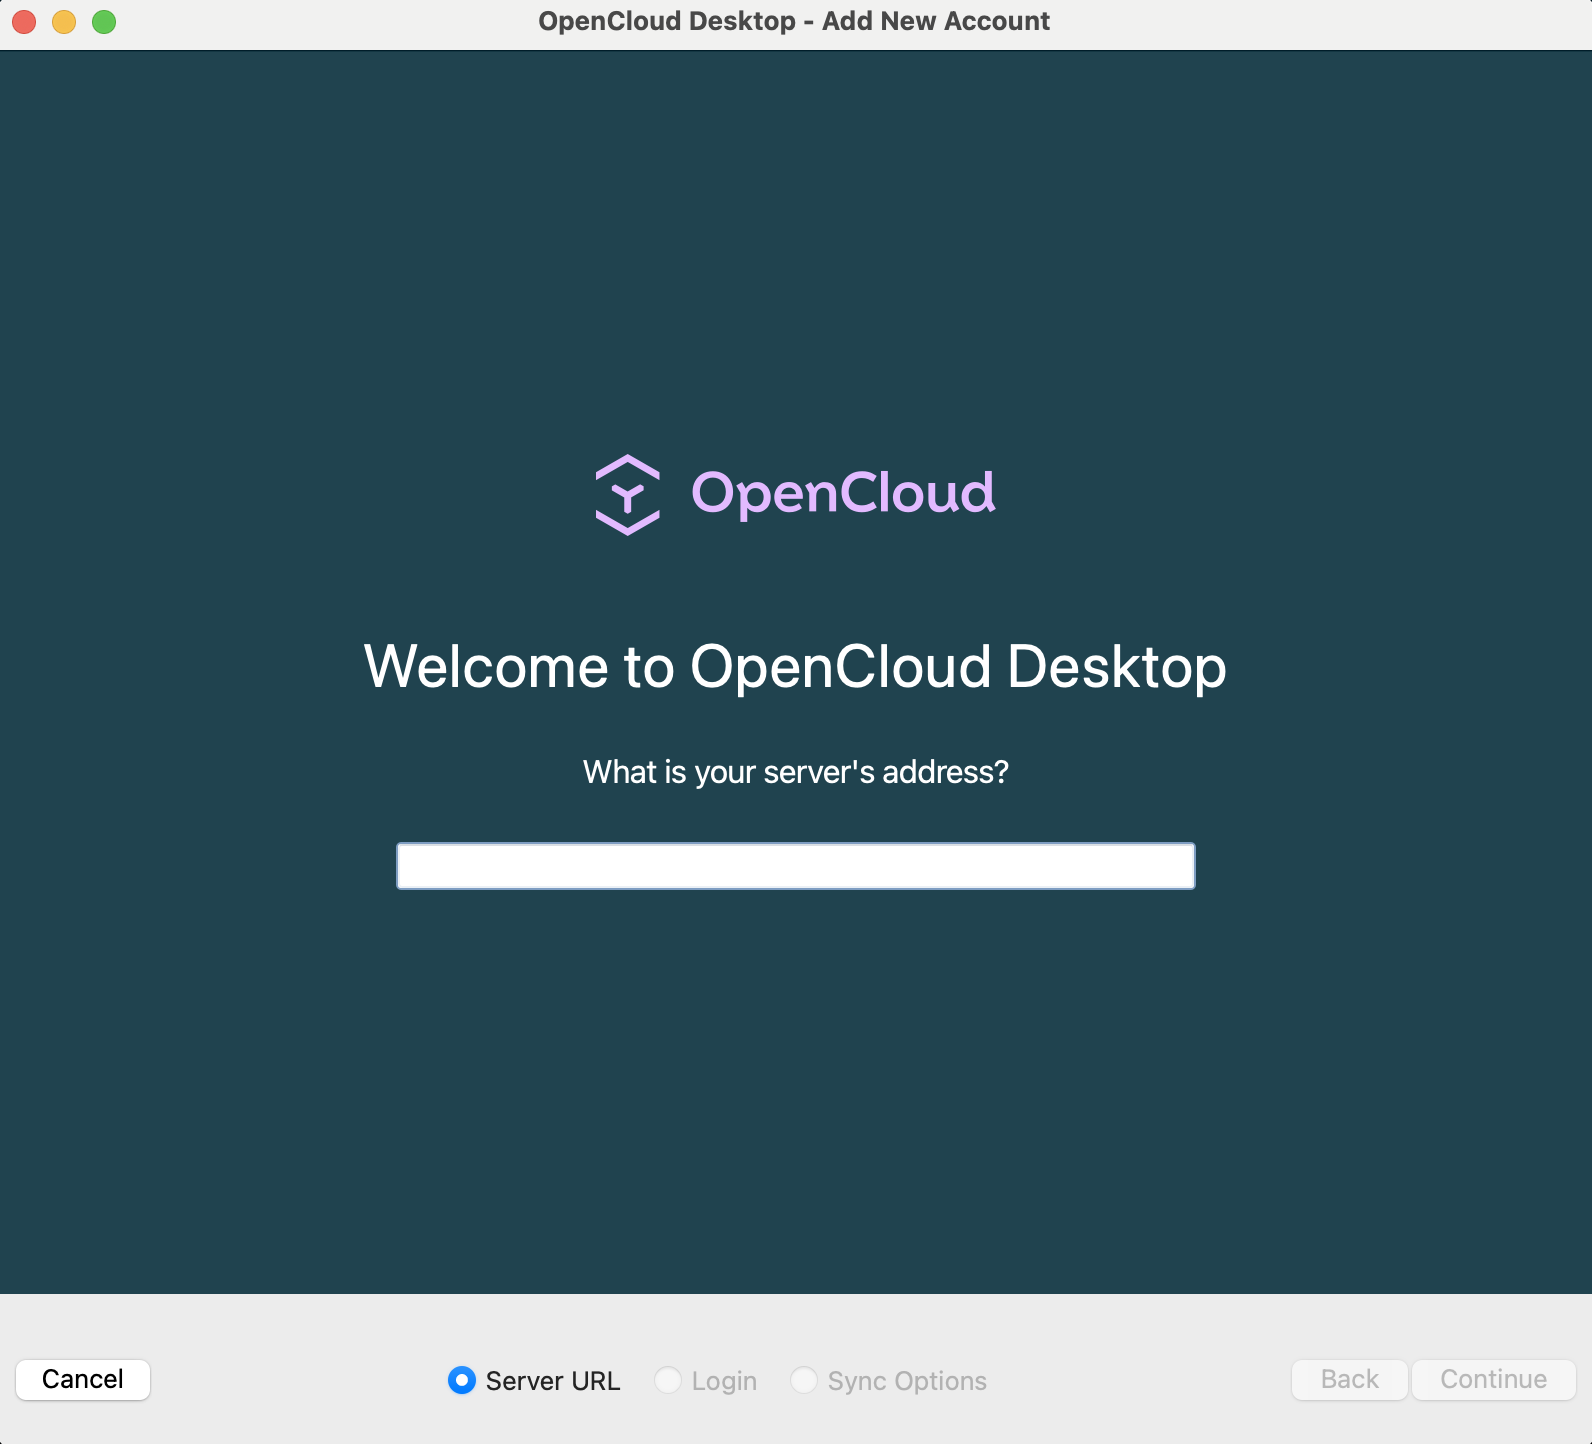 OpenCloud Desktop - Add New Account
OpenCloud
Welcome to OpenCloud Desktop
What is your server's address?
Cancel
Server URL
Login
Sync Options
Back
Continue